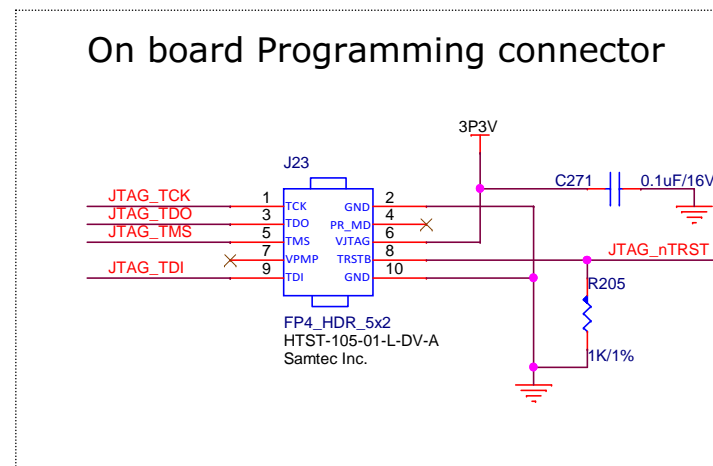 On board Programming connector
3P3V
J23
C271 0.1uF/16V
JTAG_TCK 1 TCK GND 2
JTAG_TDO 3 TDO PR_MD 4
JTAG_TMS 5 TMS VJTAG 6
7 VPMP TRSTB 8 JTAG_nTRST
JTAG_TDI 9 TDI GND 10
R205
FP4_HDR_5x2
HTST-105-01-L-DV-A
Samtec Inc.
1K/1%